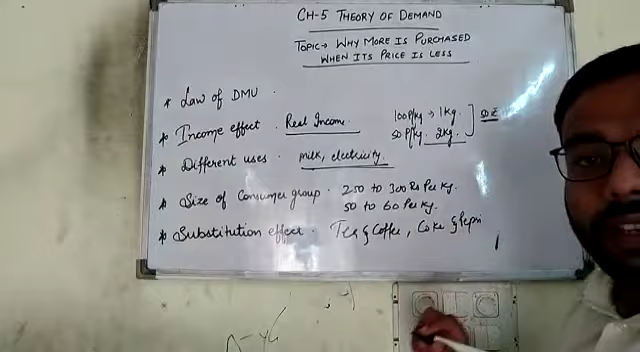 CH-5 THEORY OF DEMAND
TOPIC → WHY MORE IS PURCHASED
WHEN ITS PRICE IS LESS
* Law of DMU.
* Income effect. Real Income. 100 P/kg → 1kg.
50 P/kg. 2kg.
* Different uses. milk, electricity.
* Size of Consumer group. 250 to 300 Rs Per Kg.
50 to 60 Per Kg.
* Substitution effect. Tea & Coffee, Coke & Pepsi